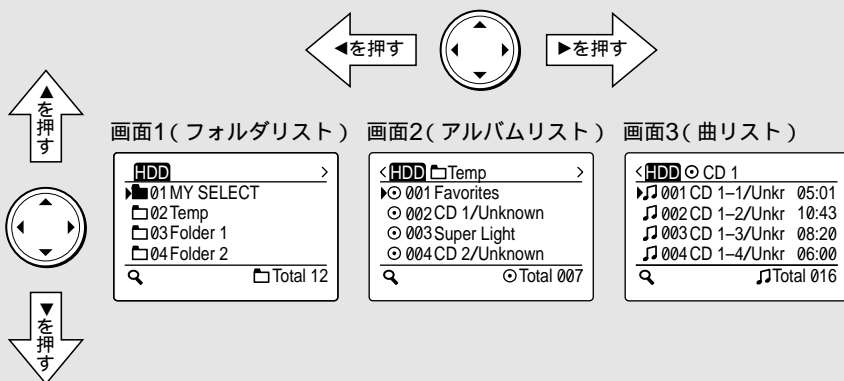 ◀を押す
▶を押す
▲を押す
画面1(フォルダリスト)
画面2(アルバムリスト)
画面3(曲リスト)
HDD >
01 MY SELECT
02 Temp
03 Folder 1
04 Folder 2
Total 12
< HDD Temp >
001 Favorites
002 CD 1/Unknown
003 Super Light
004 CD 2/Unknown
Total 007
< HDD CD 1
001 CD 1–1/Unkr 05:01
002 CD 1–2/Unkr 10:43
003 CD 1–3/Unkr 08:20
004 CD 1–4/Unkr 06:00
Total 016
▼を押す